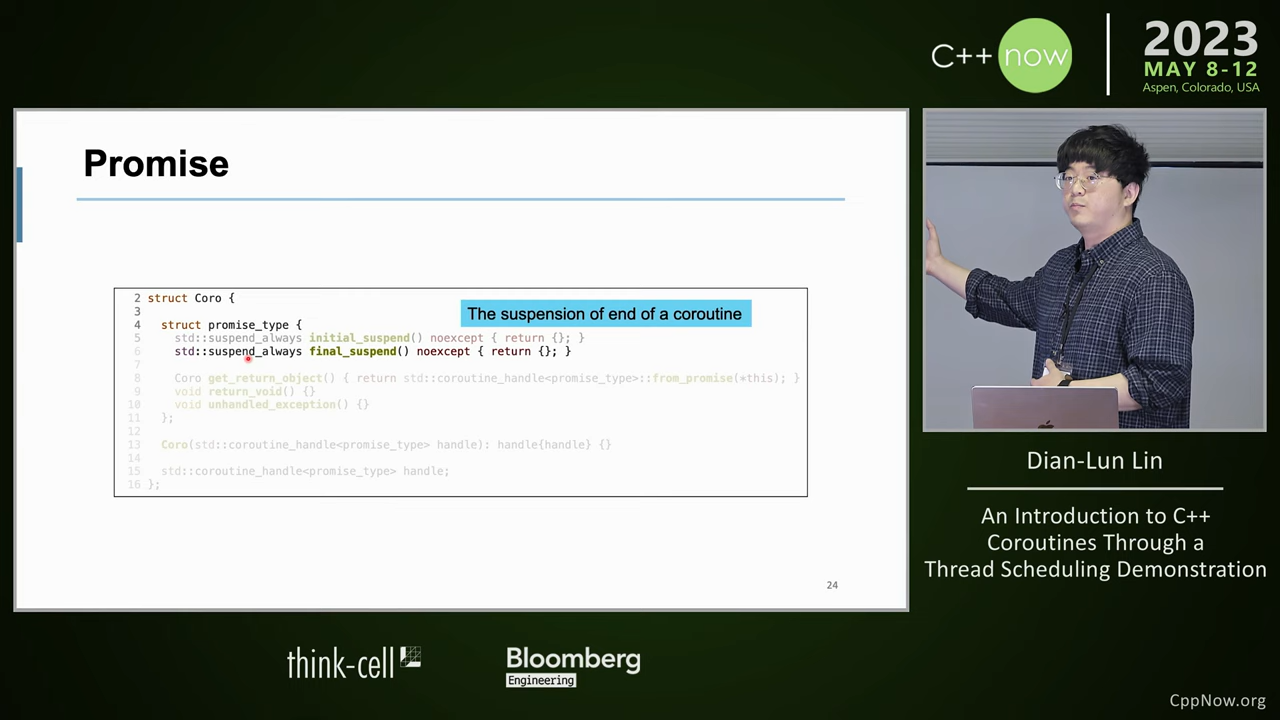 C++ now
2023
MAY 8-12
Aspen, Colorado, USA
Promise
2 struct Coro {
3
The suspension of end of a coroutine
4 struct promise_type {
5 std::suspend_always initial_suspend() noexcept { return {}; }
6 std::suspend_always final_suspend() noexcept { return {}; }
7
8 Coro get_return_object() { return std::coroutine_handle<promise_type>::from_promise(*this); }
9 void return_void() {}
10 void unhandled_exception() {}
11 };
12
13 Coro(std::coroutine_handle<promise_type> handle): handle{handle} {}
14
15 std::coroutine_handle<promise_type> handle;
16 };
24
Dian-Lun Lin
An Introduction to C++
Coroutines Through a
Thread Scheduling Demonstration
think-cell
Bloomberg
Engineering
CppNow.org